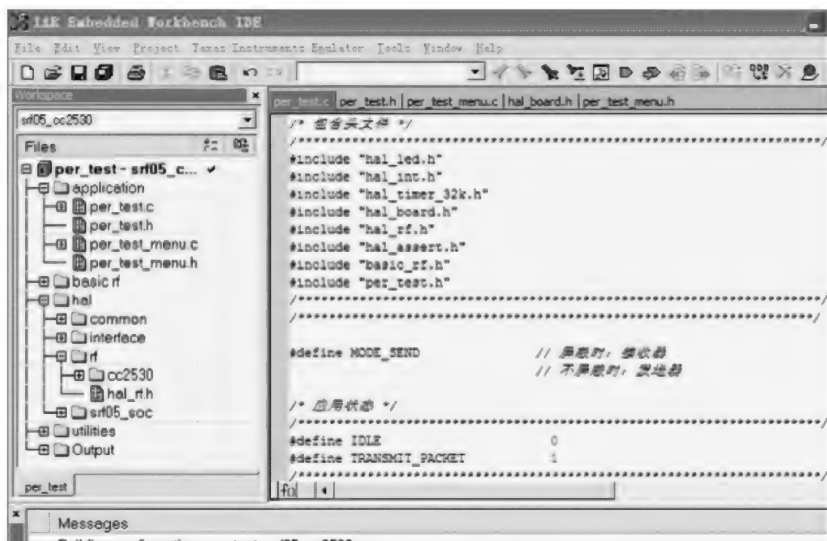 IAR Embedded Workbench IDE
File Edit View Project Texas Instruments Emulator Tools Window Help
Workspace
srf05_cc2530
Files
per_test - srf05_c...
application
per_test.c
per_test.h
per_test_menu.c
per_test_menu.h
basic rf
hal
common
interface
rf
cc2530
hal_rf.h
srf05_soc
utilities
Output
per_test
per_test.c per_test.h per_test_menu.c hal_board.h per_test_menu.h
/* 包含头文件 */
/***********************************************************************/
#include "hal_led.h"
#include "hal_int.h"
#include "hal_timer_32k.h"
#include "hal_board.h"
#include "hal_rf.h"
#include "hal_assert.h"
#include "basic_rf.h"
#include "per_test.h"
/***********************************************************************/
/**********************************************************************/
#define MODE_SEND // 屏蔽时: 接收器
// 不屏蔽时: 发送器
/* 应用状态 */
/***********************************************************************/
#define IDLE 0
#define TRANSMIT_PACKET 1
/***********************************************************************/
f()
Messages